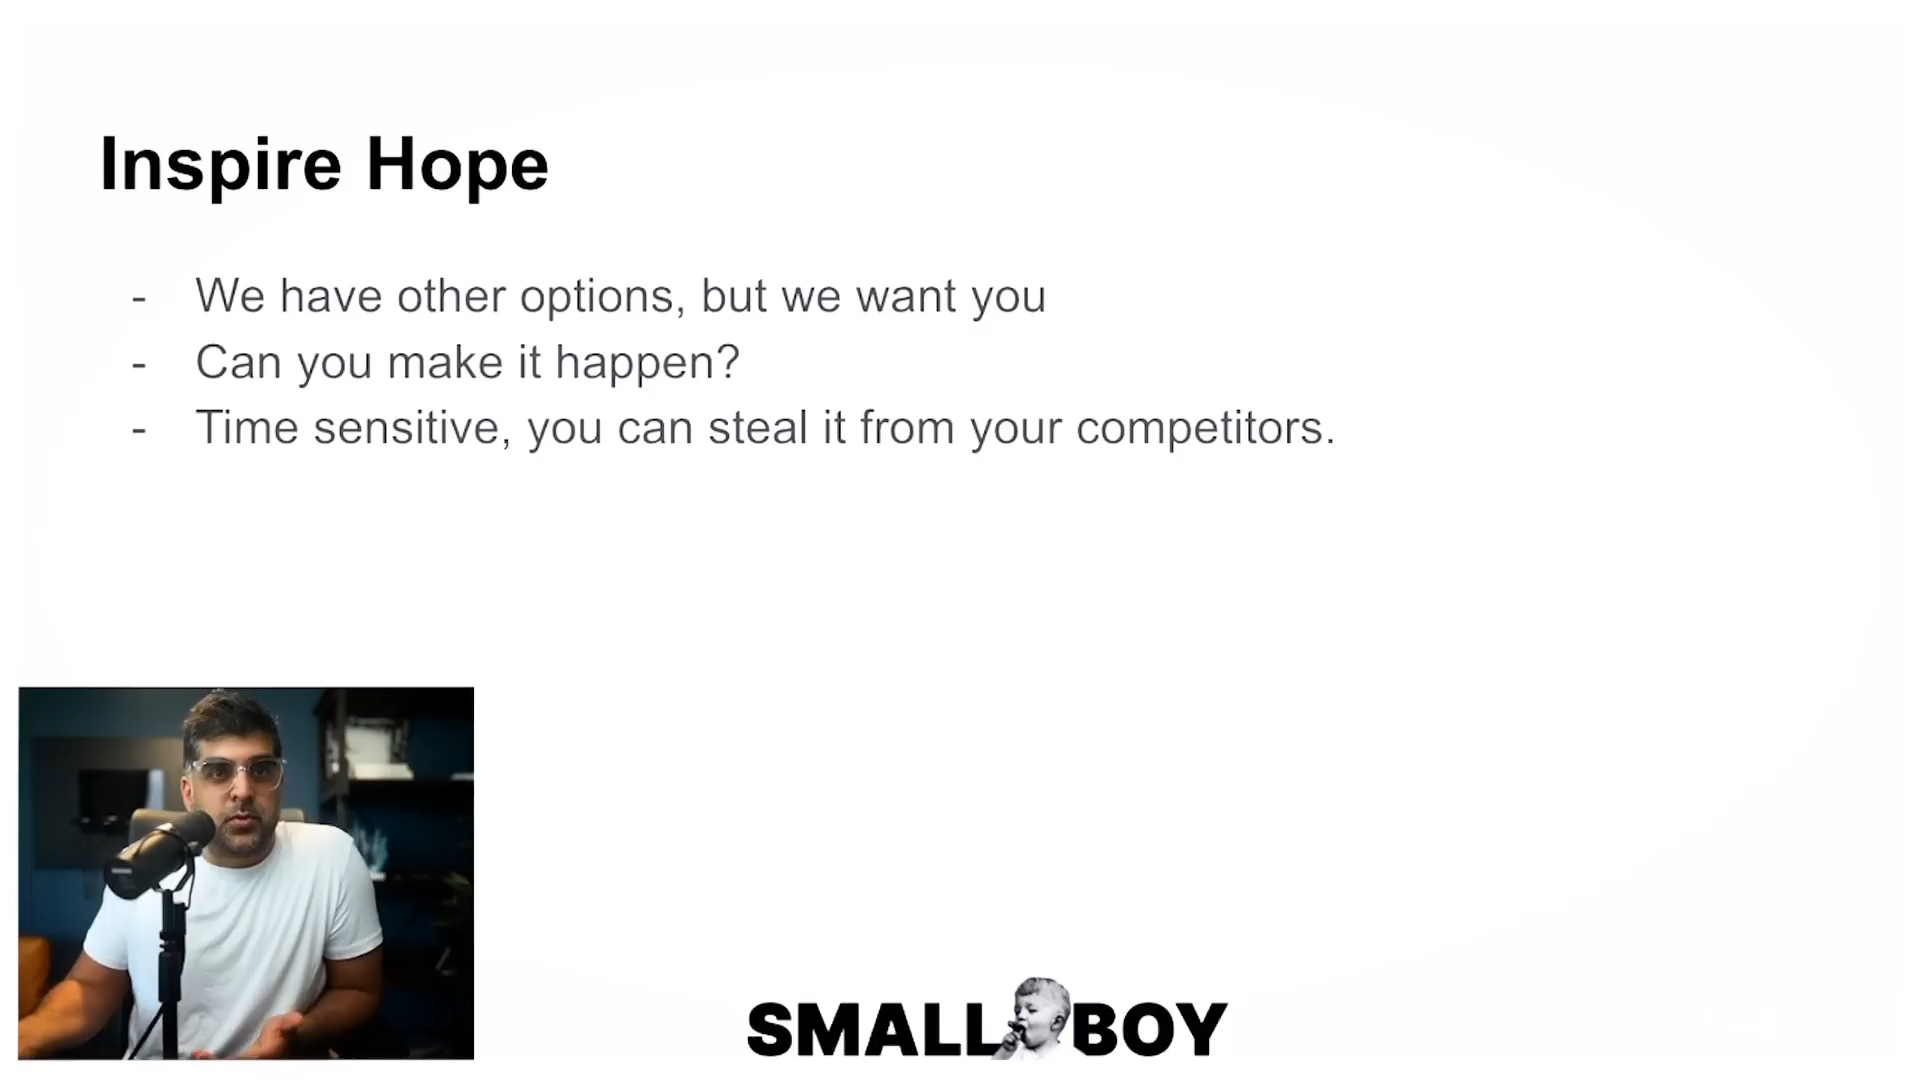 Inspire Hope
- We have other options, but we want you
- Can you make it happen?
- Time sensitive, you can steal it from your competitors.
SMALL BOY